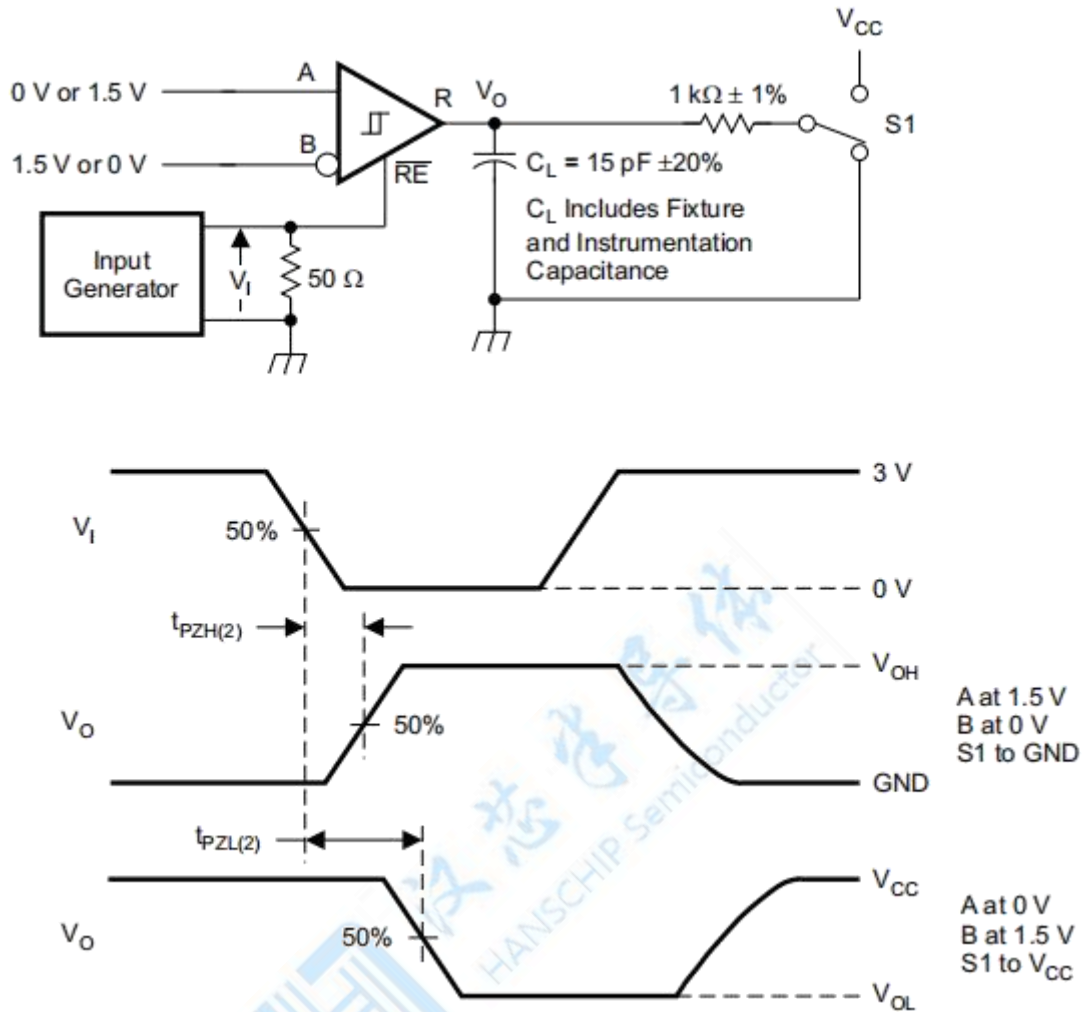 V_CC
0 V or 1.5 V
A
R
V_O
1 kΩ ± 1%
S1
1.5 V or 0 V
B
R̅E̅
C_L = 15 pF ±20%
C_L Includes Fixture
and Instrumentation
Capacitance
Input
Generator
V_I
50 Ω
V_I
50%
3 V
0 V
t_PZH(2)
V_O
50%
V_OH
GND
A at 1.5 V
B at 0 V
S1 to GND
t_PZL(2)
V_O
50%
V_CC
V_OL
A at 0 V
B at 1.5 V
S1 to V_CC
汉芯半导体
HANSCHIP Semiconductor